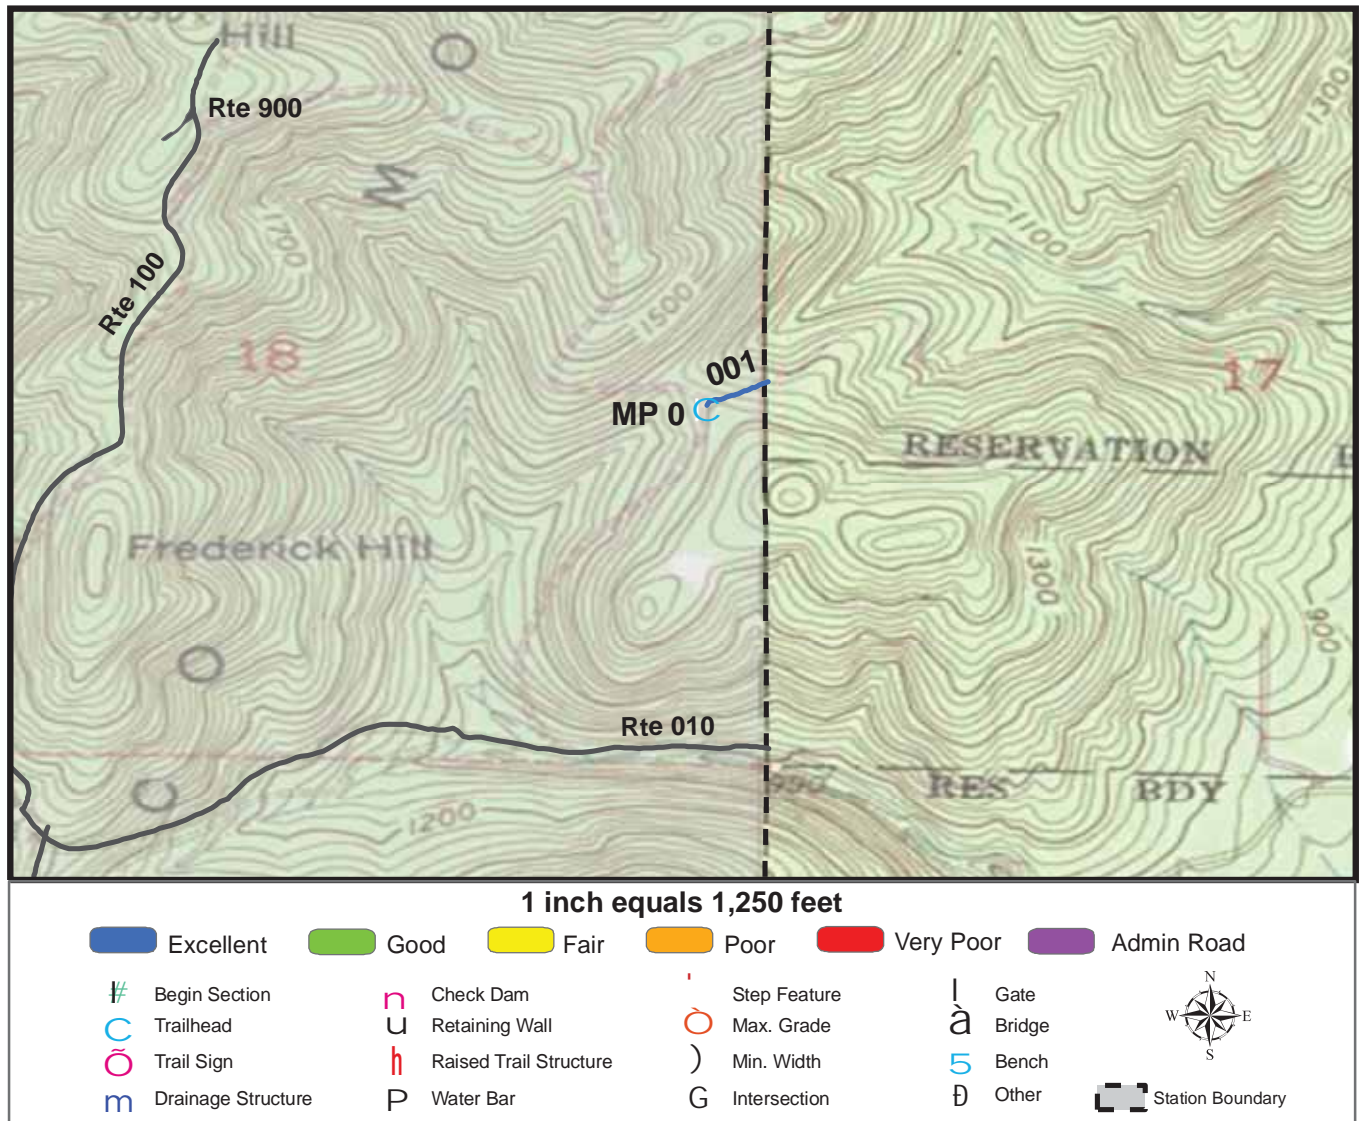 Hill
Rte 900
1300
1700
1100
Rte 100
1500
18
001
17
MP 0
RESERVATION
Frederick Hill
1300
900
Rte 010
990
RES BDY
1200
1 inch equals 1,250 feet
Excellent Good Fair Poor Very Poor Admin Road
N
W E
S
Begin Section Check Dam Step Feature Gate
Trailhead Retaining Wall Max. Grade Bridge
Trail Sign Raised Trail Structure Min. Width Bench
Drainage Structure Water Bar Intersection Other Station Boundary